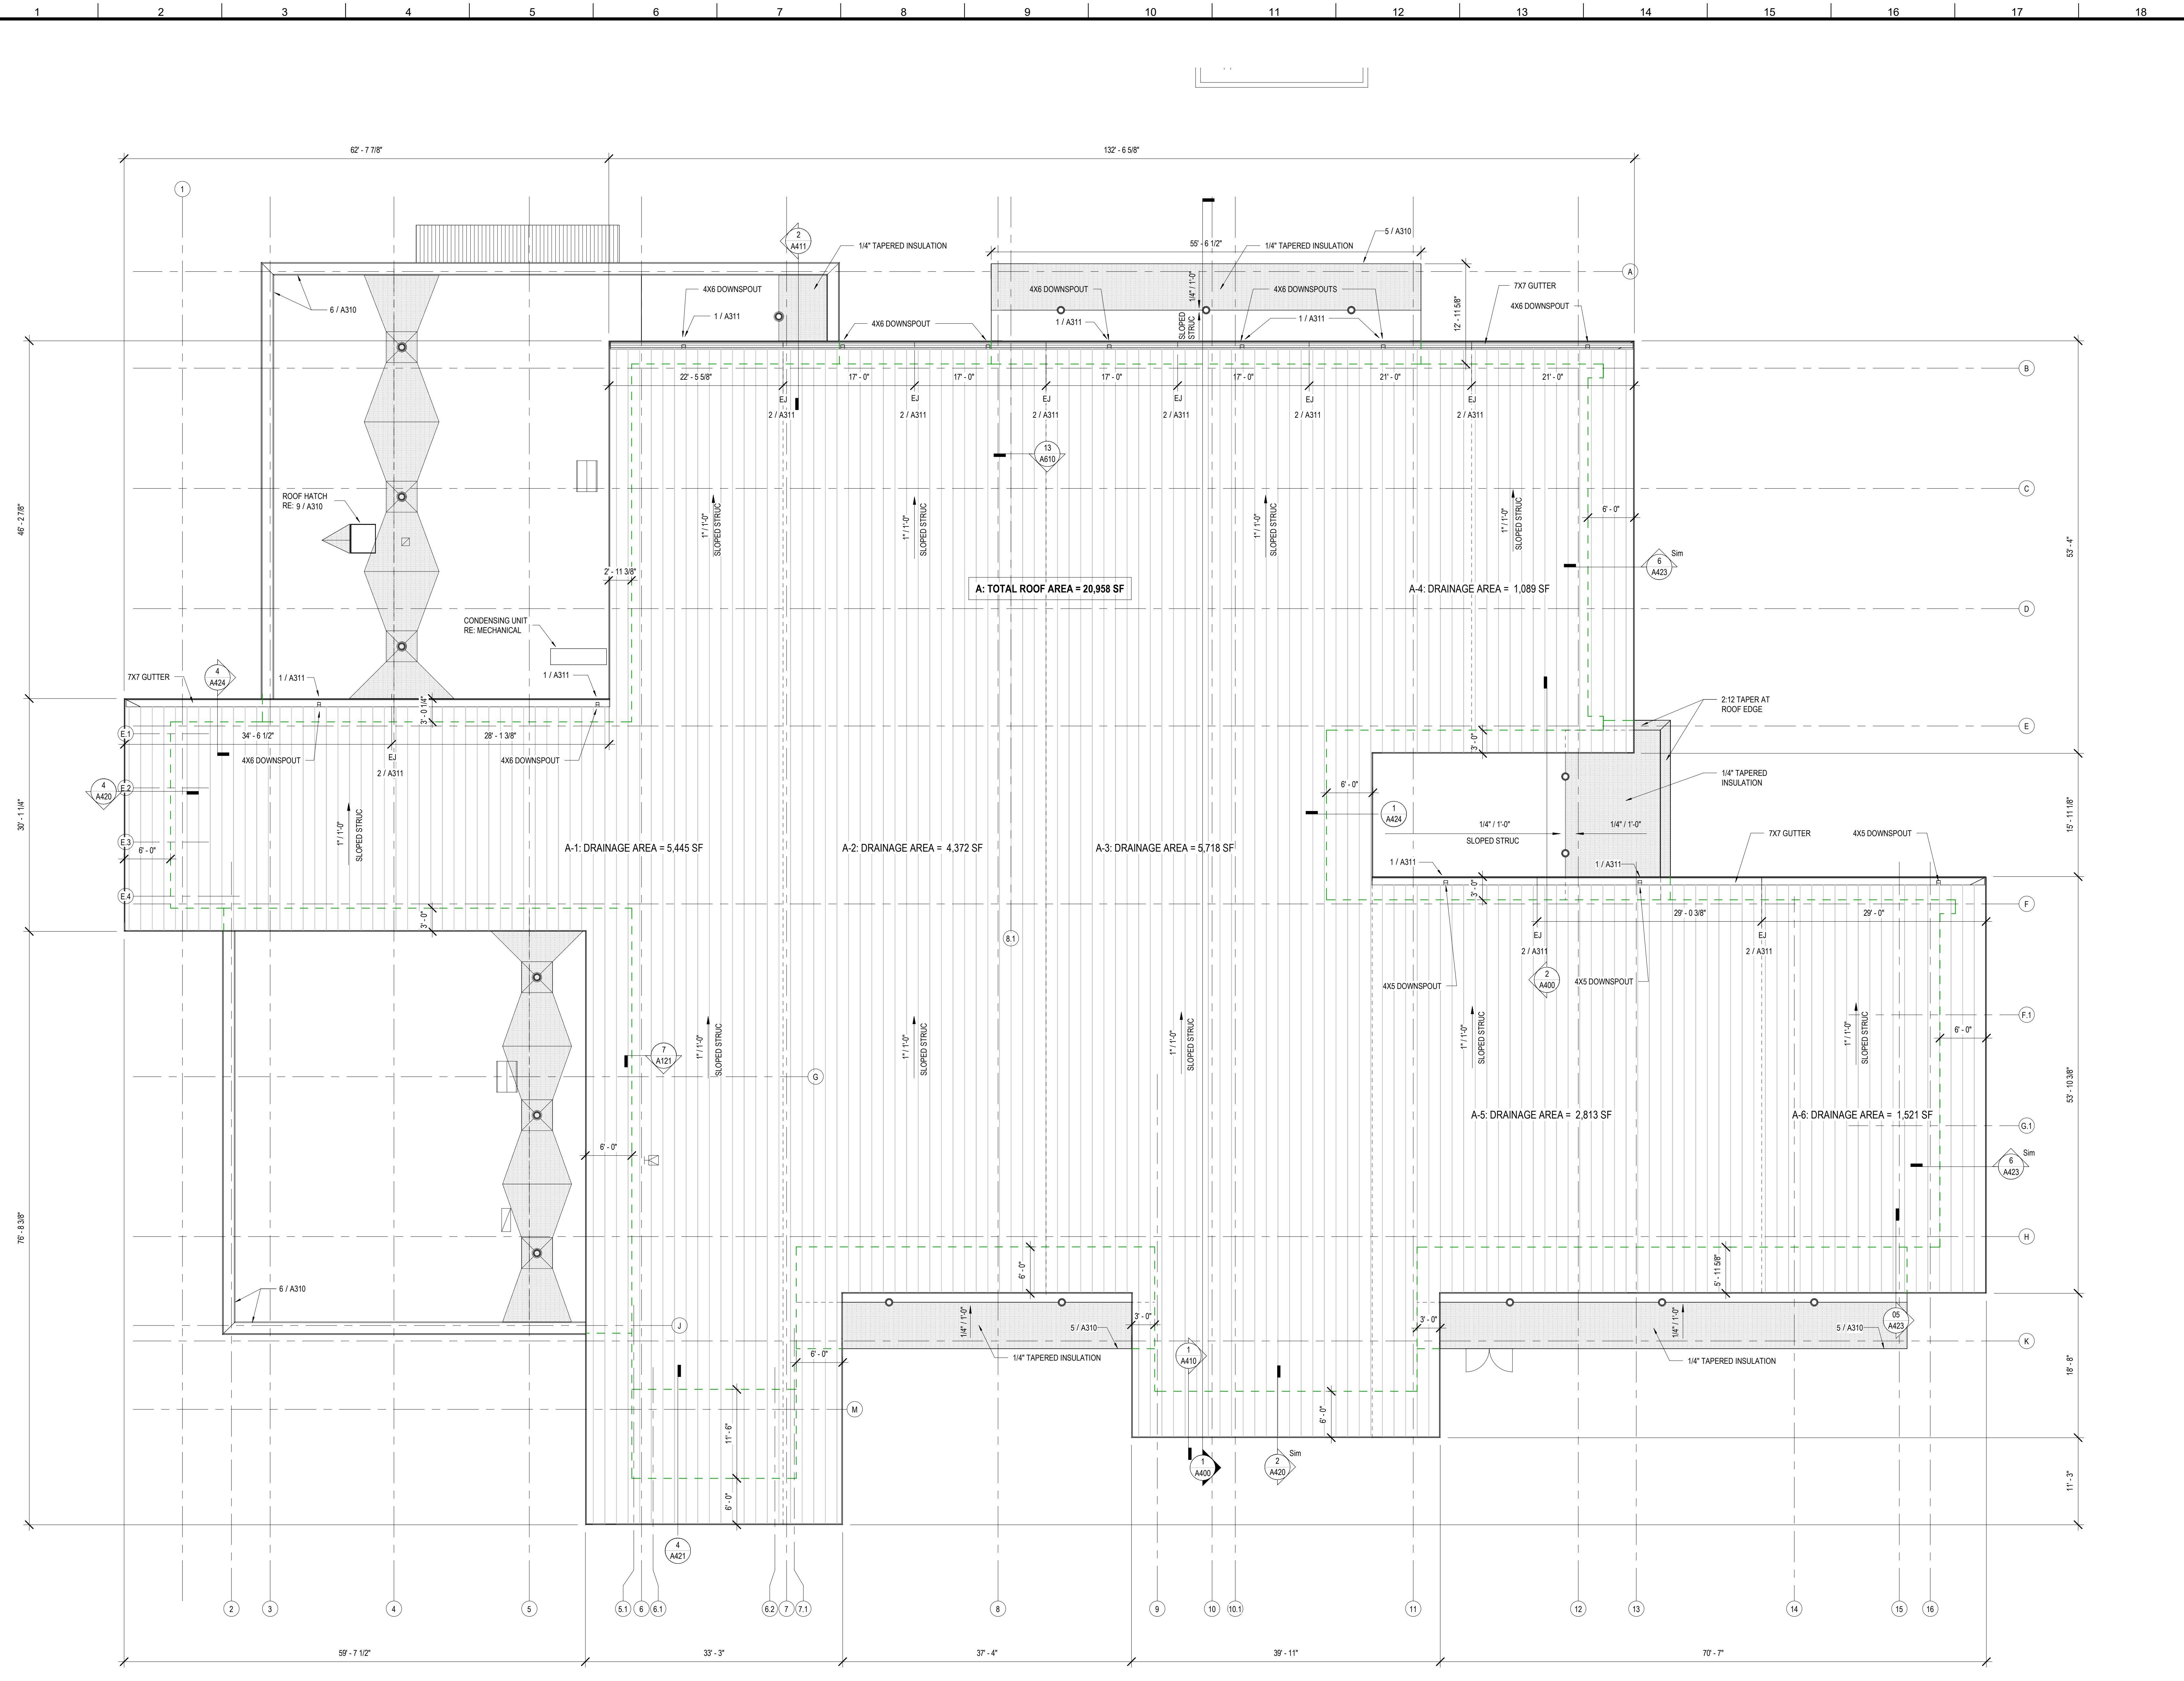 1 2 3 4 5 6 7 8 9 10 11 12 13 14 15 16 17 18
62' - 7 7/8"
132' - 6 5/8"
1
2
A411
1/4" TAPERED INSULATION
55' - 6 1/2"
1/4" TAPERED INSULATION
5 / A310
A
6 / A310
4X6 DOWNSPOUT
1 / A311
4X6 DOWNSPOUT
4X6 DOWNSPOUT
1 / A311
1/4" / 1'-0"
SLOPED
STRUC
4X6 DOWNSPOUTS
1 / A311
12' - 11 5/8"
7X7 GUTTER
4X6 DOWNSPOUT
B
22' - 5 5/8"
17' - 0"
17' - 0"
17' - 0"
17' - 0"
21' - 0"
21' - 0"
EJ
2 / A311
EJ
2 / A311
EJ
2 / A311
EJ
2 / A311
EJ
2 / A311
EJ
2 / A311
13
A610
C
ROOF HATCH
RE: 9 / A310
46' - 2 7/8"
1" / 1'-0"
SLOPED STRUC
1" / 1'-0"
SLOPED STRUC
1" / 1'-0"
SLOPED STRUC
1" / 1'-0"
SLOPED STRUC
6' - 0"
53' - 4"
6
A423
Sim
2' - 11 3/8"
A: TOTAL ROOF AREA = 20,958 SF
A-4: DRAINAGE AREA = 1,089 SF
D
CONDENSING UNIT
RE: MECHANICAL
4
A424
7X7 GUTTER
1 / A311
1 / A311
3' - 0 1/4"
2:12 TAPER AT
ROOF EDGE
E
E.1
34' - 6 1/2"
28' - 1 3/8"
EJ
2 / A311
4X6 DOWNSPOUT
4X6 DOWNSPOUT
3' - 0"
4
A420
E.2
6' - 0"
1/4" TAPERED
INSULATION
1
A424
30' - 1 1/4"
E.3
6' - 0"
1" / 1'-0"
SLOPED STRUC
A-1: DRAINAGE AREA = 5,445 SF
A-2: DRAINAGE AREA = 4,372 SF
A-3: DRAINAGE AREA = 5,718 SF
1/4" / 1'-0"
SLOPED STRUC
1/4" / 1'-0"
7X7 GUTTER
4X5 DOWNSPOUT
15' - 11 1/8"
1 / A311
1 / A311
E.4
3' - 0"
3' - 0"
F
29' - 0 3/8"
29' - 0"
8.1
EJ
2 / A311
EJ
2 / A311
2
A400
4X5 DOWNSPOUT
4X5 DOWNSPOUT
F.1
1" / 1'-0"
SLOPED STRUC
1" / 1'-0"
SLOPED STRUC
1" / 1'-0"
SLOPED STRUC
1" / 1'-0"
SLOPED STRUC
1" / 1'-0"
SLOPED STRUC
6' - 0"
7
A121
G
53' - 10 3/8"
A-5: DRAINAGE AREA = 2,813 SF
A-6: DRAINAGE AREA = 1,521 SF
G.1
6' - 0"
6
A423
Sim
76' - 8 3/8"
H
6' - 0"
5' - 11 5/8"
6 / A310
J
1/4" / 1'-0"
5 / A310
3' - 0"
3' - 0"
1/4" / 1'-0"
5 / A310
05
A423
K
1/4" TAPERED INSULATION
1/4" TAPERED INSULATION
6' - 0"
1
A410
18' - 8"
M
11' - 6"
6' - 0"
1
A400
2
A420
Sim
11' - 3"
6' - 0"
4
A421
2 3 4 5 5.1 6 6.1 6.2 7 7.1 8 9 10 10.1 11 12 13 14 15 16
59' - 7 1/2"
33' - 3"
37' - 4"
39' - 11"
70' - 7"